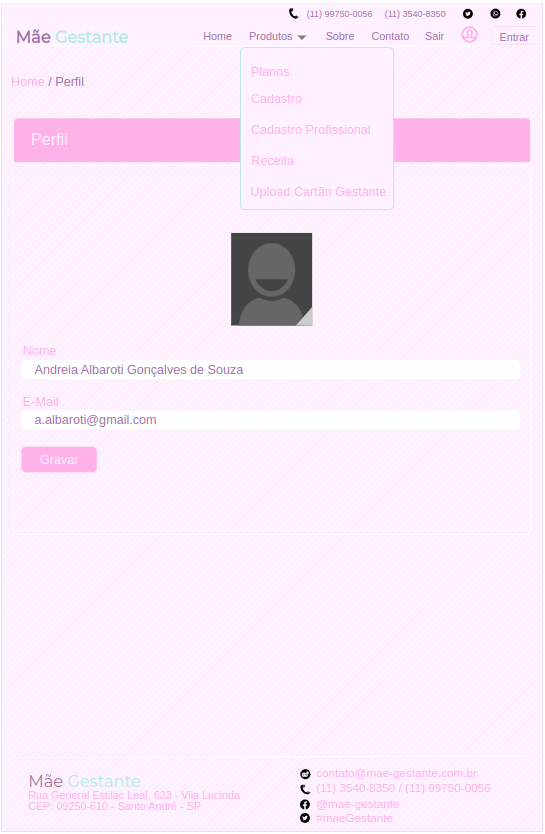 (11) 99750-0056 (11) 3540-8350
Mãe Gestante
Home Produtos Sobre Contato Sair Entrar
Planos
Cadastro
Cadastro Profissional
Receita
Upload Cartão Gestante
Home / Perfil
Perfil
Nome
Andreia Albaroti Gonçalves de Souza
E-Mail
a.albaroti@gmail.com
Gravar
Mãe Gestante
Rua General Estilac Leal, 623 - Vila Lucinda
CEP: 09250-610 - Santo André - SP
contato@mae-gestante.com.br
(11) 3540-8350 / (11) 99750-0056
@mae-gestante
#maeGestante